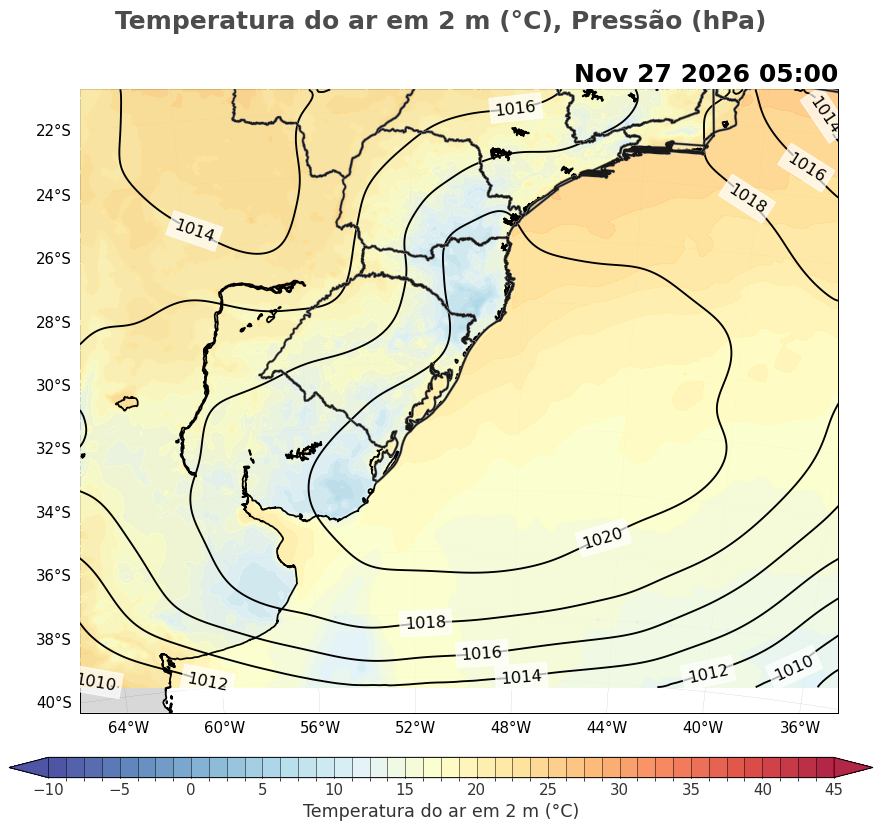 Temperatura do ar em 2 m (°C), Pressão (hPa)
Nov 27 2026 05:00
22°S
24°S
26°S
28°S
30°S
32°S
34°S
36°S
38°S
40°S
1016
1014
1016
1018
1014
1020
1018
1016
1014
1012
1010
1012
1010
64°W 60°W 56°W 52°W 48°W 44°W 40°W 36°W
−10 −5 0 5 10 15 20 25 30 35 40 45
Temperatura do ar em 2 m (°C)